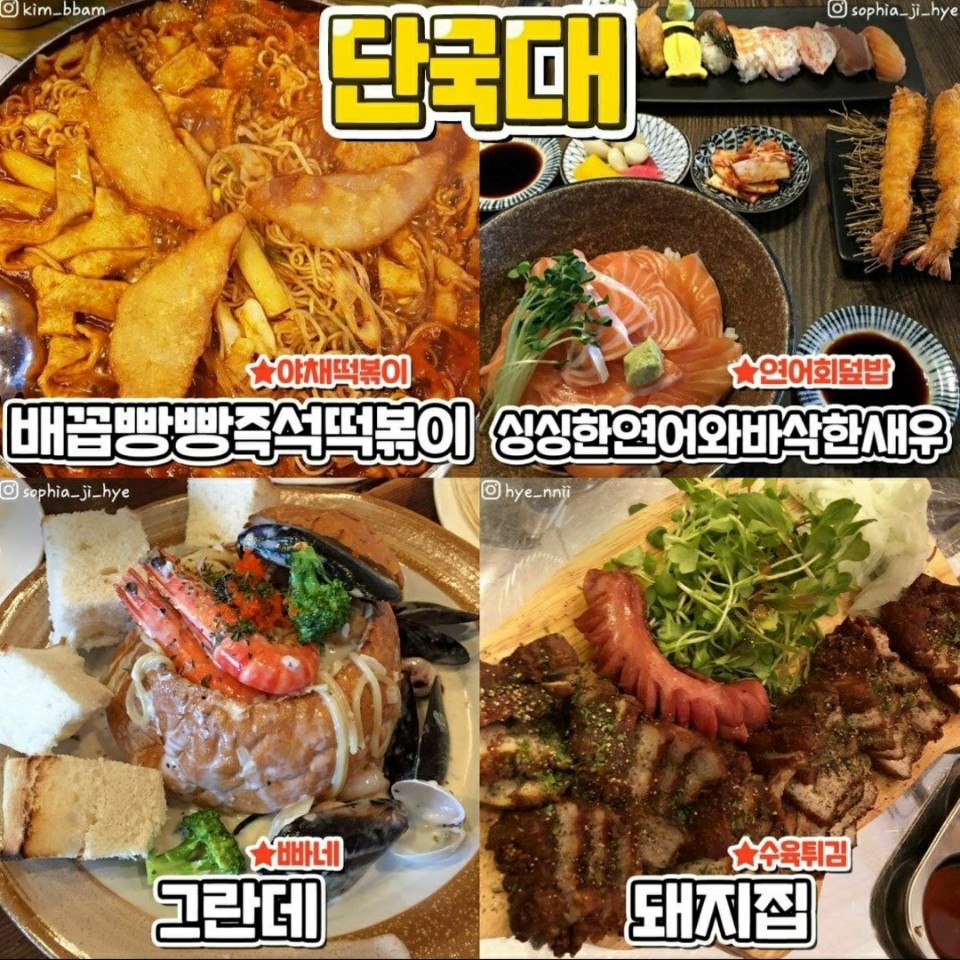 kim_bbam
단국대
sophia_ji_hye
★야채떡볶이
배꼽빵빵즉석떡볶이
★연어회덮밥
싱싱한연어와바삭한새우
sophia_ji_hye
hye_nnii
★빠네
그란데
★수육튀김
돼지집